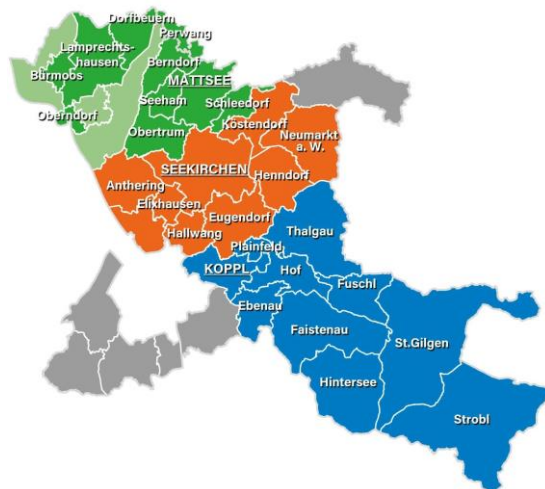 Dorfbeuern
Perwang
Lamprechts-
hausen
Berndorf
Bürmoos
MATTSEE
Seeham
Schleedorf
Oberndorf
Köstendorf
Obertrum
Neumarkt
a. W.
SEEKIRCHEN
Henndorf
Anthering
Elixhausen
Eugendorf
Hallwang
Thalgau
Plainfeld
KOPPL
Hof
Fuschl
Ebenau
Faistenau
St.Gilgen
Hintersee
Strobl